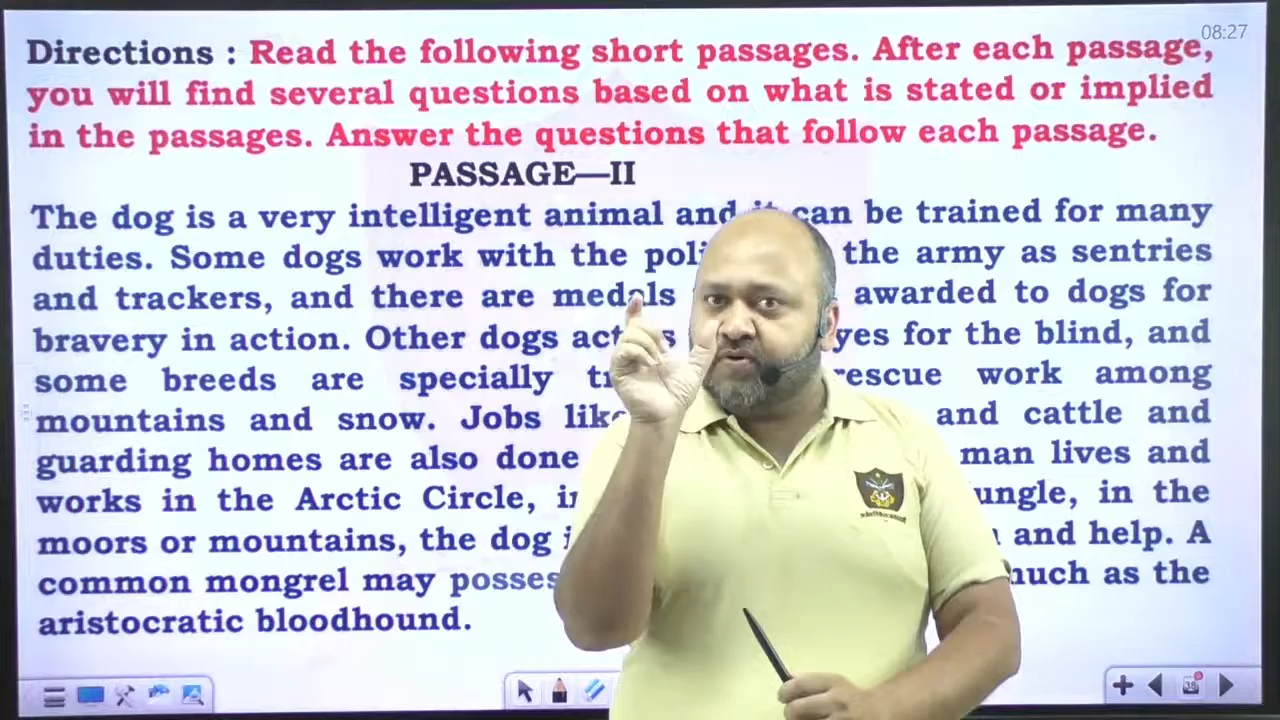 08:27
Directions : Read the following short passages. After each passage,
you will find several questions based on what is stated or implied
in the passages. Answer the questions that follow each passage.
PASSAGE—II
The dog is a very intelligent animal and it can be trained for many
duties. Some dogs work with the the army as sentries
and trackers, and there are medals awarded to dogs for
bravery in action. Other dogs act for the blind, and
some breeds are specially rescue work among
mountains and snow. Jobs and cattle and
guarding homes are also done man lives and
works in the Arctic Circle, in the
moors or mountains, the dog and help. A
common mongrel may as the
aristocratic bloodhound.